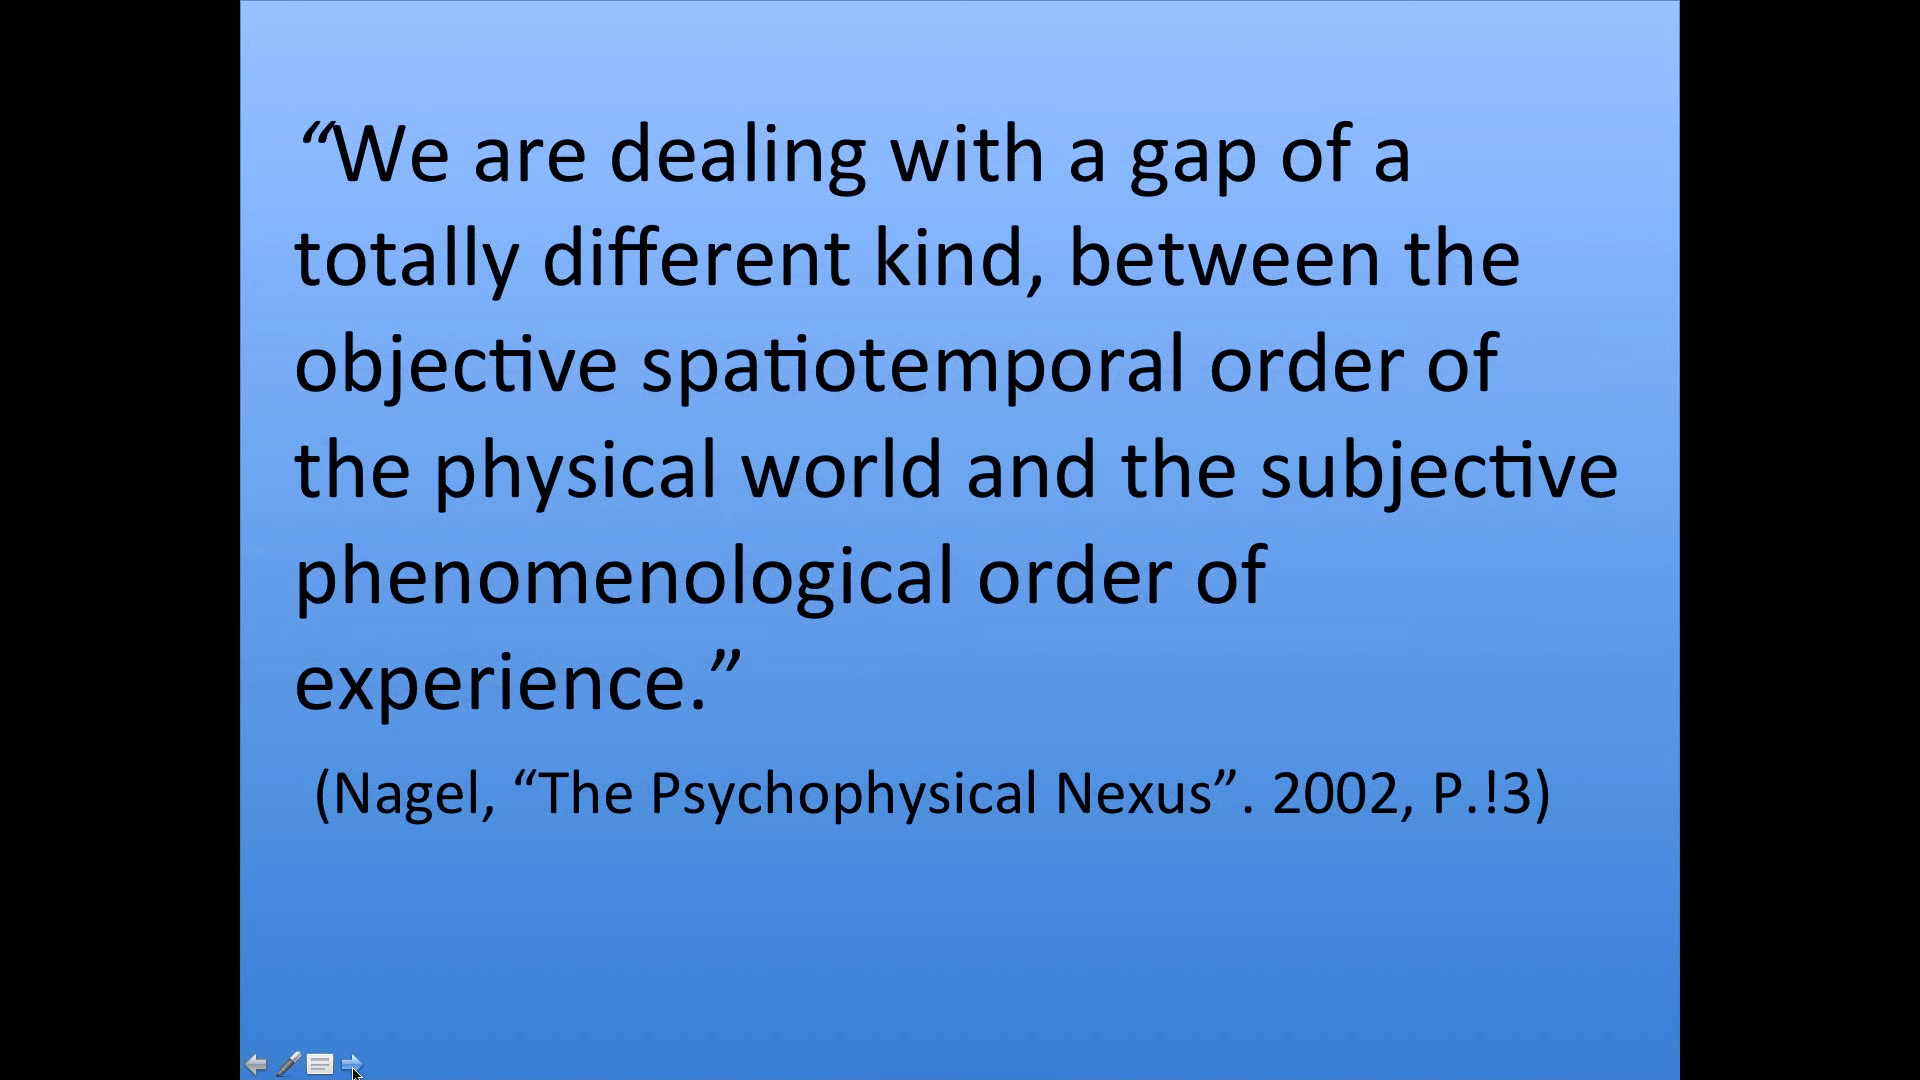 “We are dealing with a gap of a
totally different kind, between the
objective spatiotemporal order of
the physical world and the subjective
phenomenological order of
experience.”
(Nagel, “The Psychophysical Nexus”. 2002, P.!3)